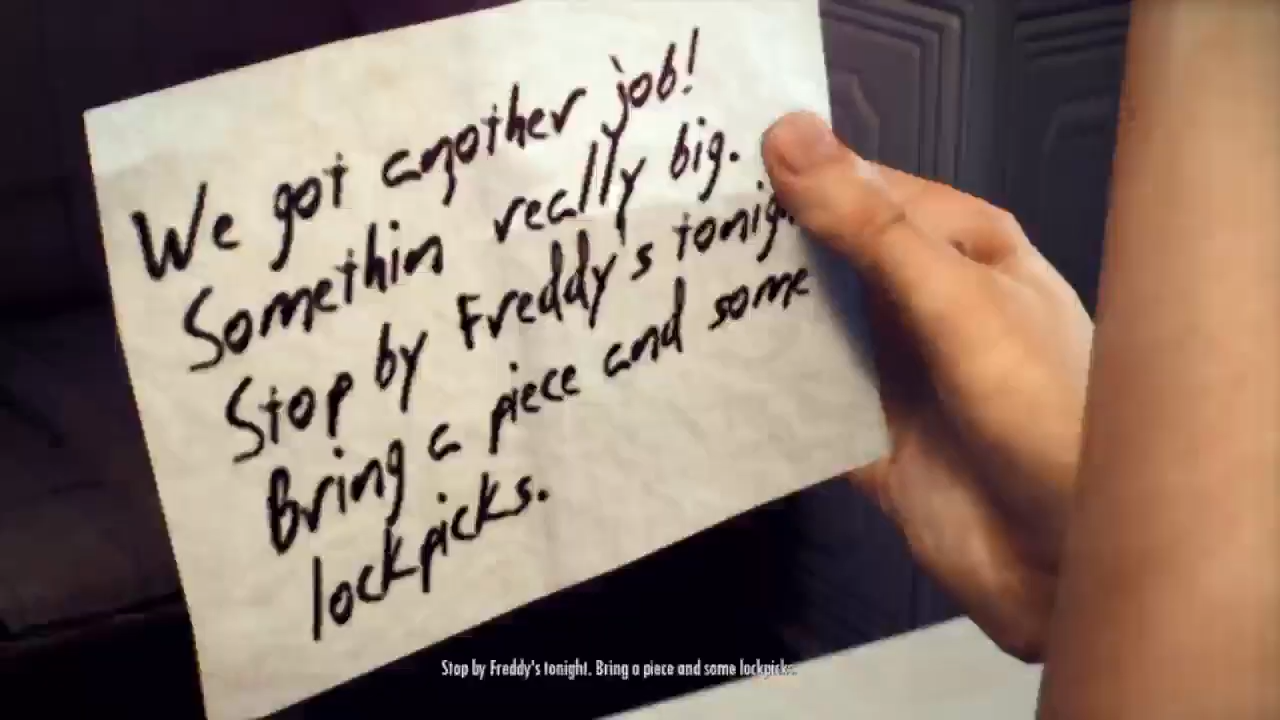 We got another job!
Somethin really big.
Stop by Freddy's tonigh
Bring a piece and some
lockpicks.
Stop by Freddy's tonight. Bring a piece and some lockpicks.